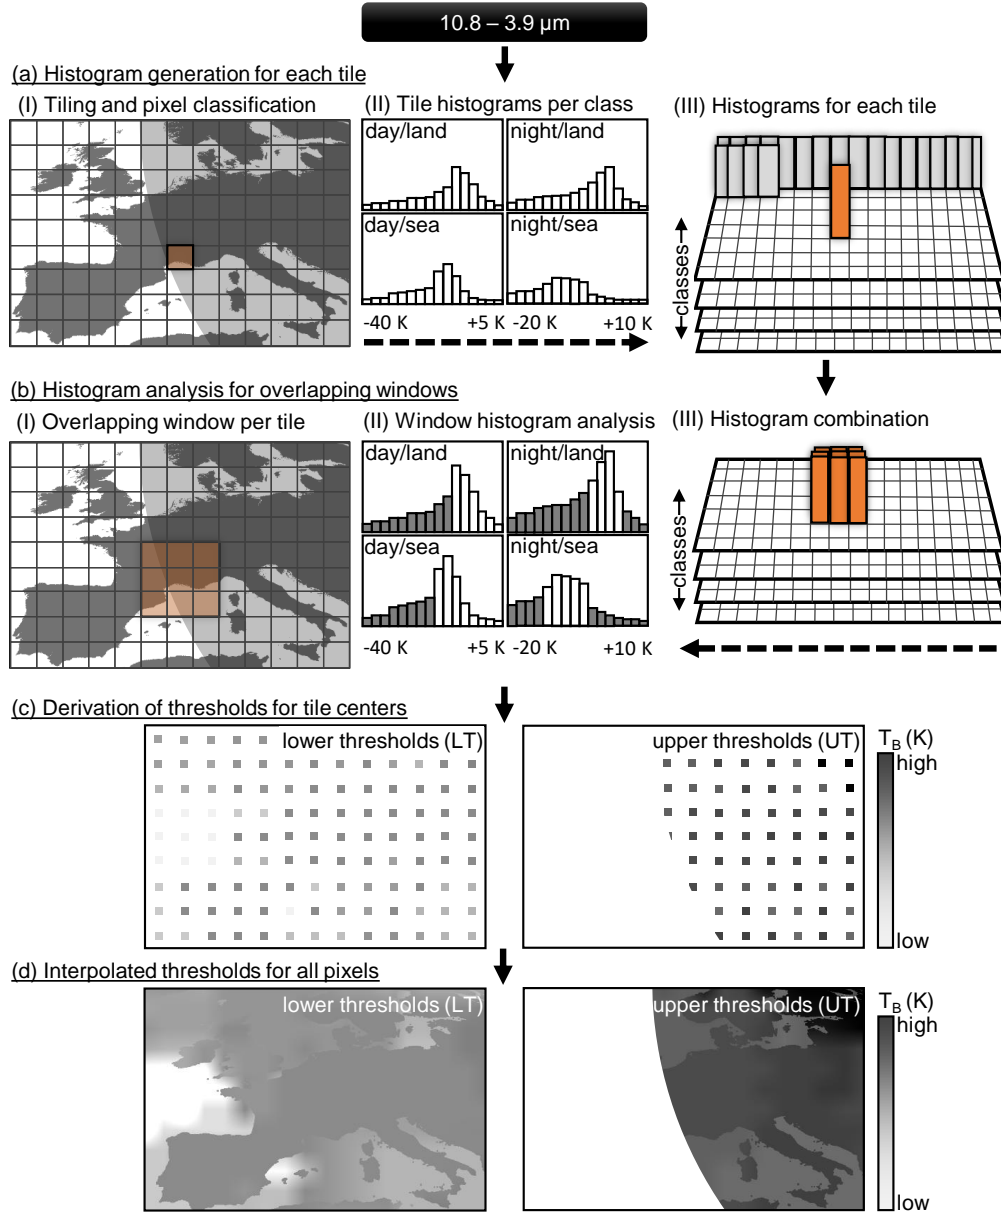 10.8 – 3.9 µm
(a) Histogram generation for each tile
(I) Tiling and pixel classification
(II) Tile histograms per class
(III) Histograms for each tile
day/land
night/land
day/sea
night/sea
-40 K
+5 K
-20 K
+10 K
classes
(b) Histogram analysis for overlapping windows
(I) Overlapping window per tile
(II) Window histogram analysis
(III) Histogram combination
day/land
night/land
day/sea
night/sea
-40 K
+5 K
-20 K
+10 K
classes
(c) Derivation of thresholds for tile centers
lower thresholds (LT)
upper thresholds (UT)
T_B (K)
high
low
(d) Interpolated thresholds for all pixels
lower thresholds (LT)
upper thresholds (UT)
T_B (K)
high
low